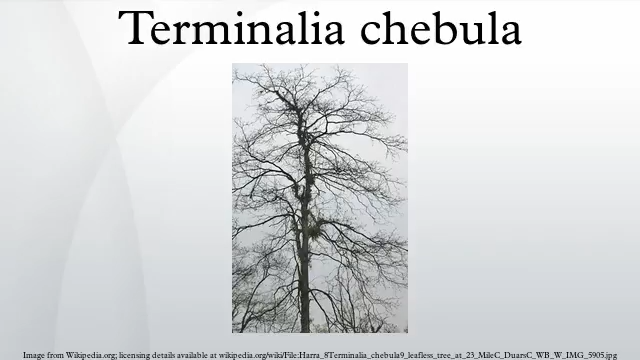 Terminalia chebula
Image from Wikipedia.org; licensing details available at wikipedia.org/wiki/File:Harra_8Terminalia_chebula9_leafless_tree_at_23_MileC_DuarsC_WB_W_IMG_5905.jpg